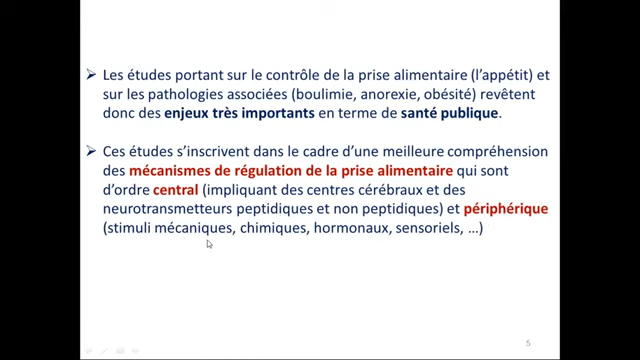 ➢ Les études portant sur le contrôle de la prise alimentaire (l'appétit) et
sur les pathologies associées (boulimie, anorexie, obésité) revêtent
donc des enjeux très importants en terme de santé publique.
➢ Ces études s'inscrivent dans le cadre d'une meilleure compréhension
des mécanismes de régulation de la prise alimentaire qui sont
d'ordre central (impliquant des centres cérébraux et des
neurotransmetteurs peptidiques et non peptidiques) et périphérique
(stimuli mécaniques, chimiques, hormonaux, sensoriels, …)
5